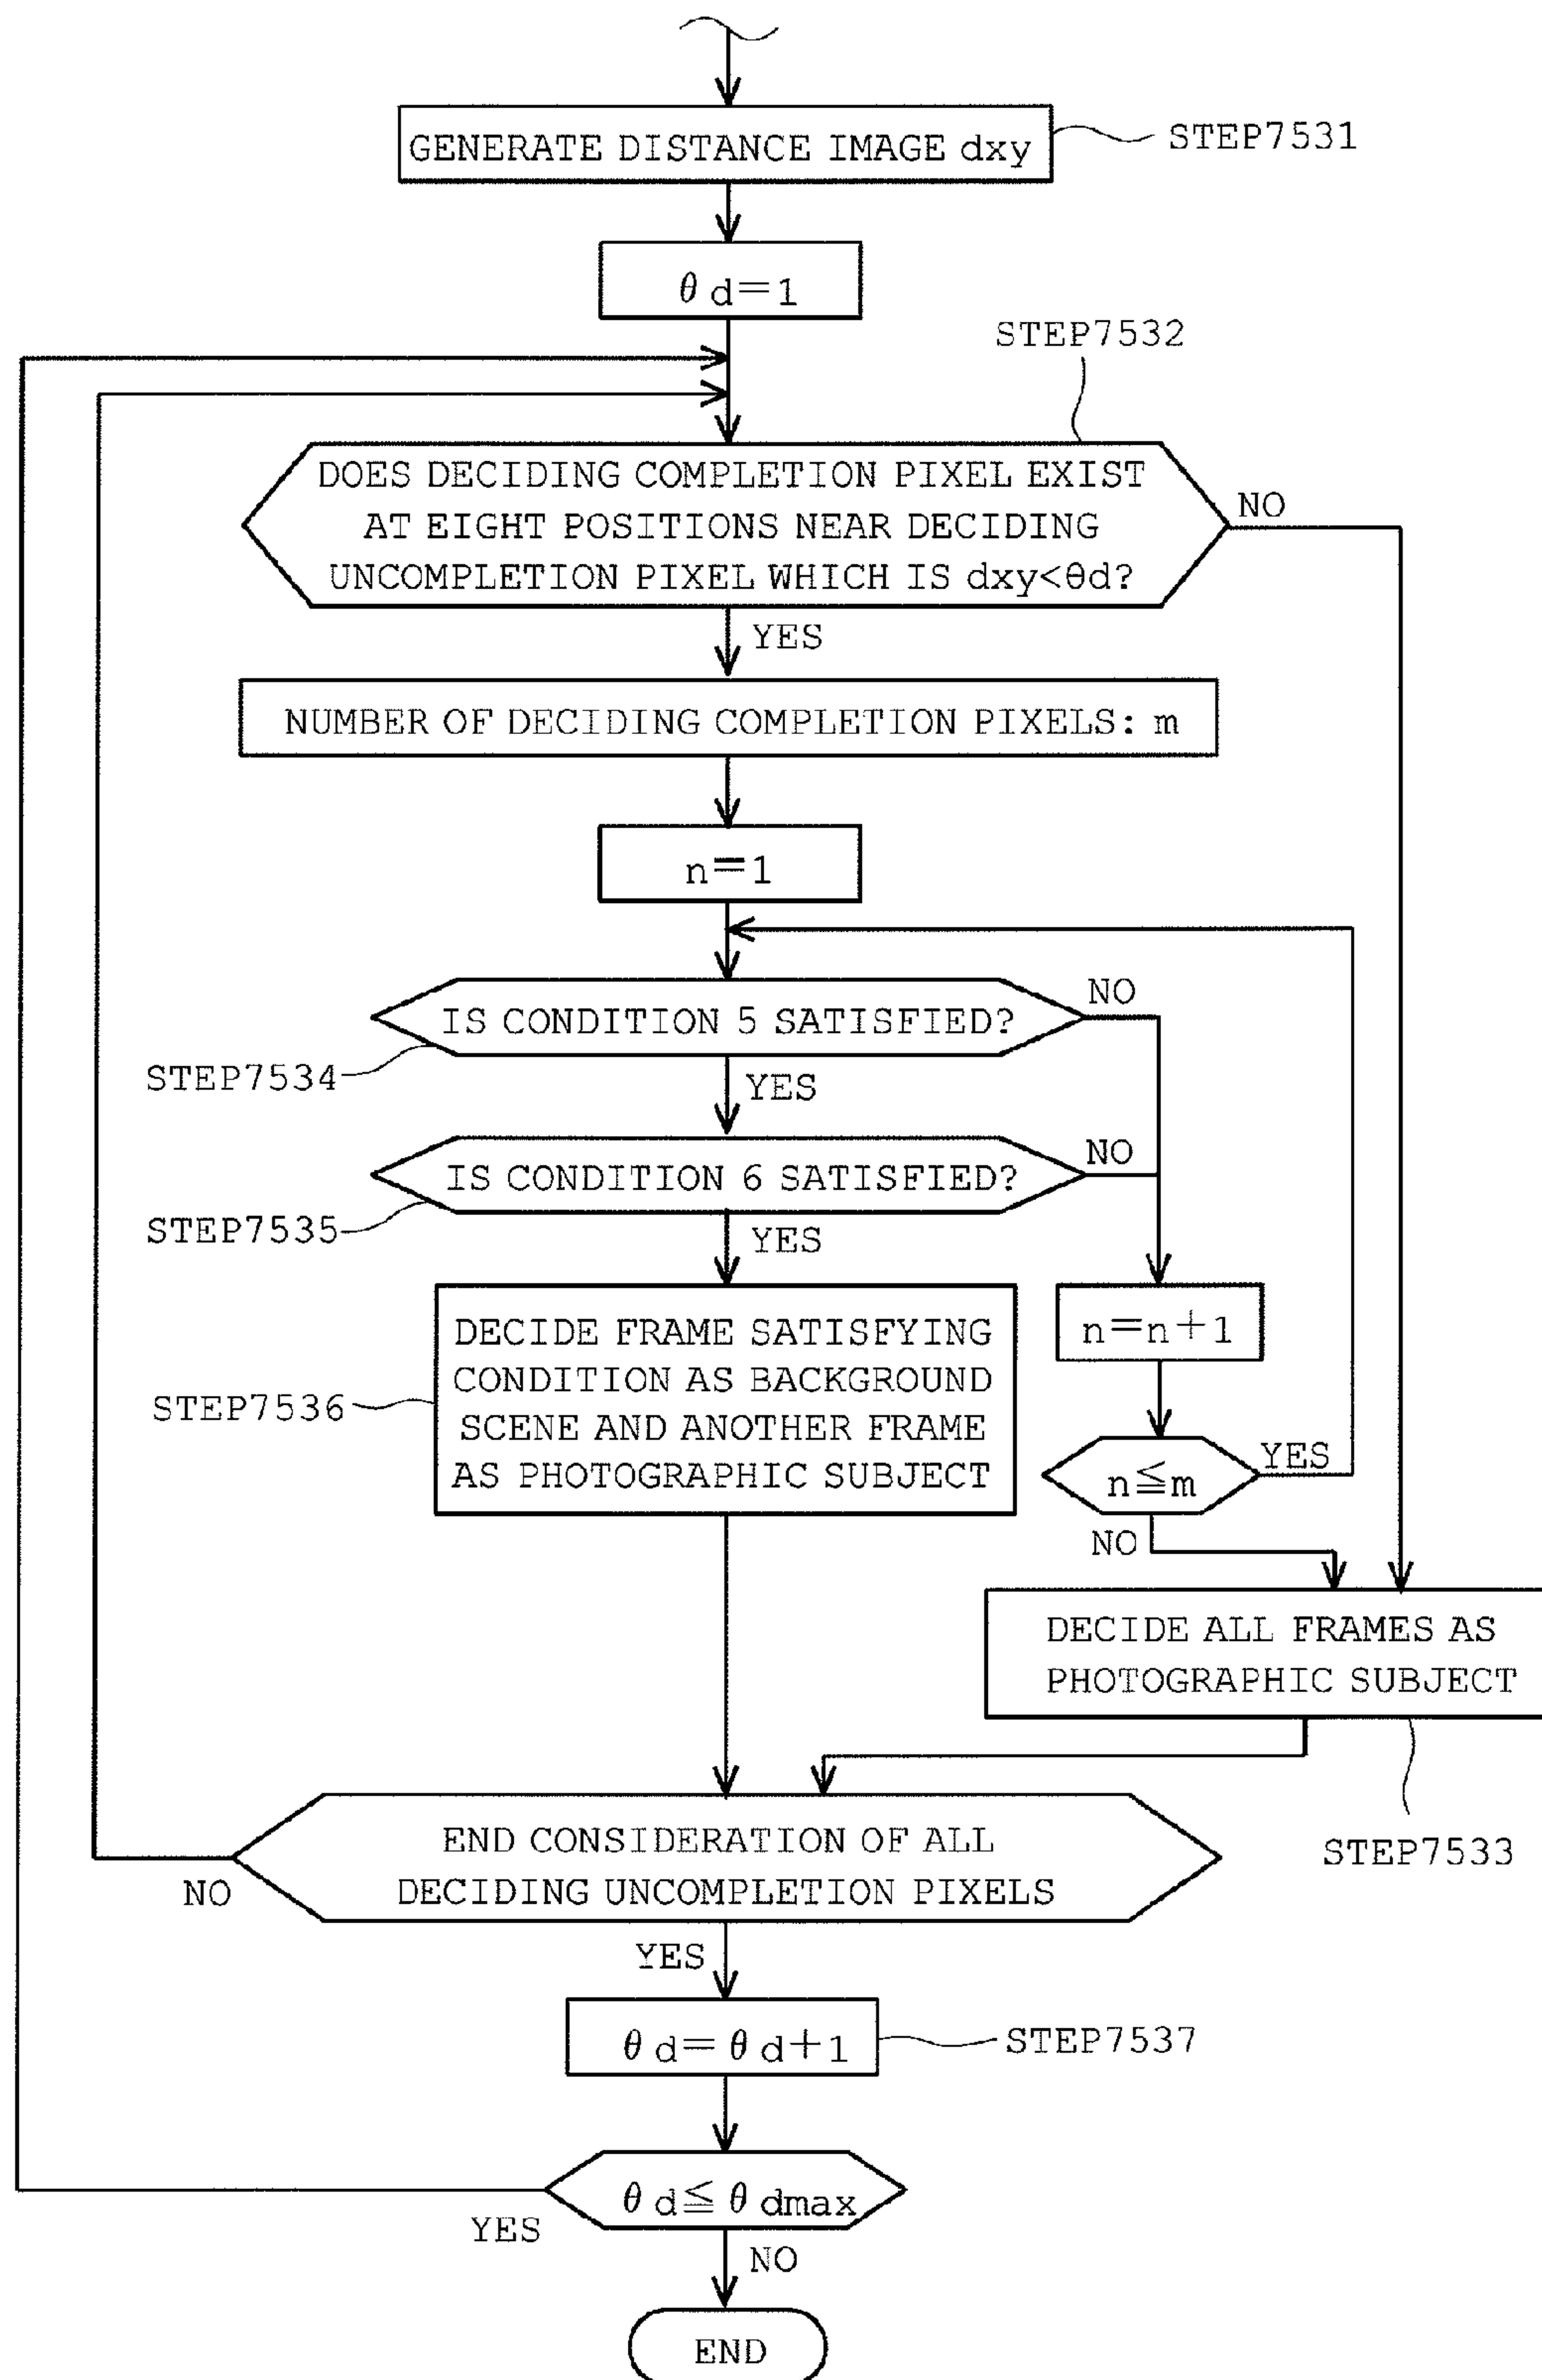 GENERATE DISTANCE IMAGE dxy
STEP7531
θd=1
STEP7532
DOES DECIDING COMPLETION PIXEL EXIST
AT EIGHT POSITIONS NEAR DECIDING
UNCOMPLETION PIXEL WHICH IS dxy<θd?
NO
YES
NUMBER OF DECIDING COMPLETION PIXELS: m
n=1
IS CONDITION 5 SATISFIED?
NO
STEP7534
YES
IS CONDITION 6 SATISFIED?
NO
STEP7535
YES
DECIDE FRAME SATISFYING
CONDITION AS BACKGROUND
SCENE AND ANOTHER FRAME
AS PHOTOGRAPHIC SUBJECT
STEP7536
n=n+1
n≦m
YES
NO
DECIDE ALL FRAMES AS
PHOTOGRAPHIC SUBJECT
STEP7533
END CONSIDERATION OF ALL
DECIDING UNCOMPLETION PIXELS
NO
YES
θd=θd+1
STEP7537
θd≦θdmax
YES
NO
END